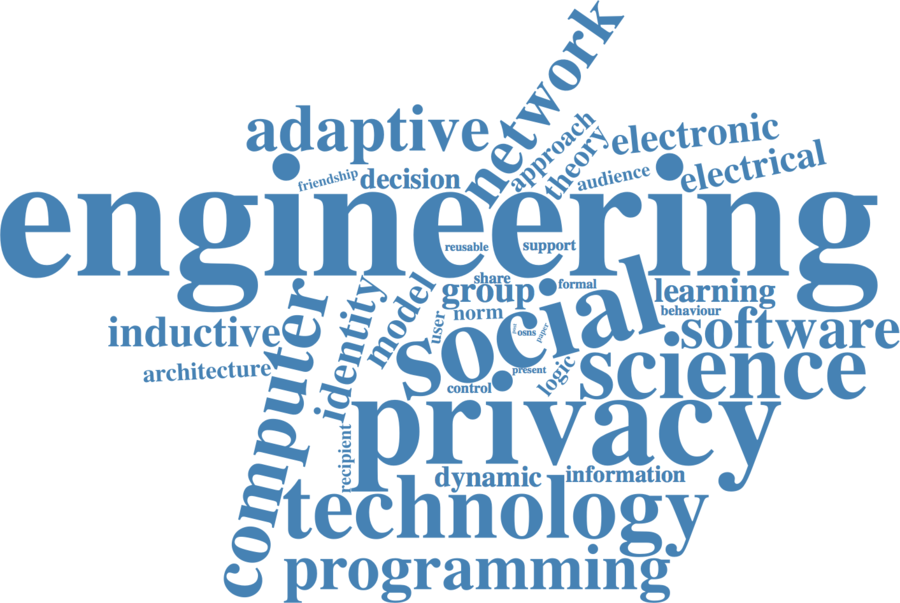 network
adaptive
approach
theory
electronic
electrical
friendship
decision
audience
engineering
reusable
support
share
formal
group
learning
behaviour
social
software
norm
user
model
identity
computer
inductive
architecture
osns
paper
present
logic
control
science
privacy
recipient
dynamic
information
technology
programming